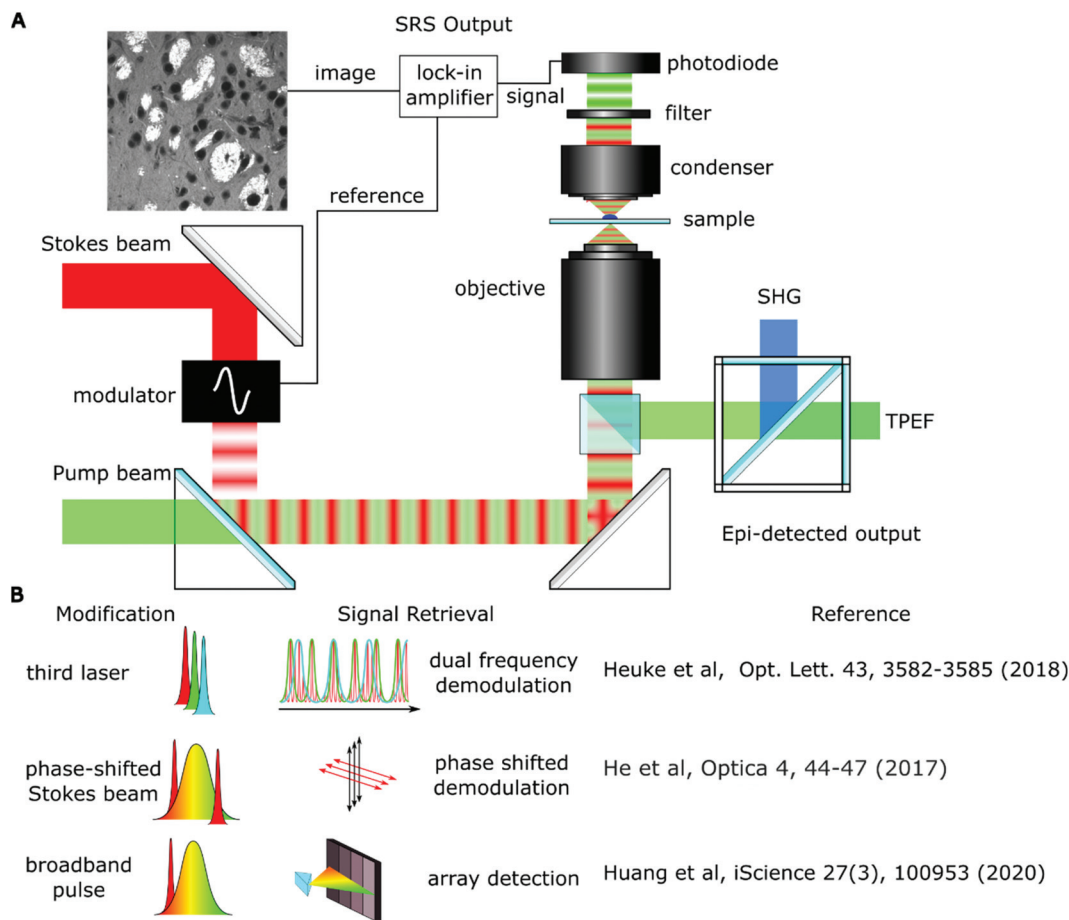 A
SRS Output
image
lock-in
amplifier
signal
photodiode
filter
condenser
sample
reference
Stokes beam
objective
SHG
modulator
TPEF
Pump beam
Epi-detected output
B
Modification
Signal Retrieval
Reference
third laser
dual frequency
demodulation
Heuke et al, Opt. Lett. 43, 3582-3585 (2018)
phase-shifted
Stokes beam
phase shifted
demodulation
He et al, Optica 4, 44-47 (2017)
broadband
pulse
array detection
Huang et al, iScience 27(3), 100953 (2020)